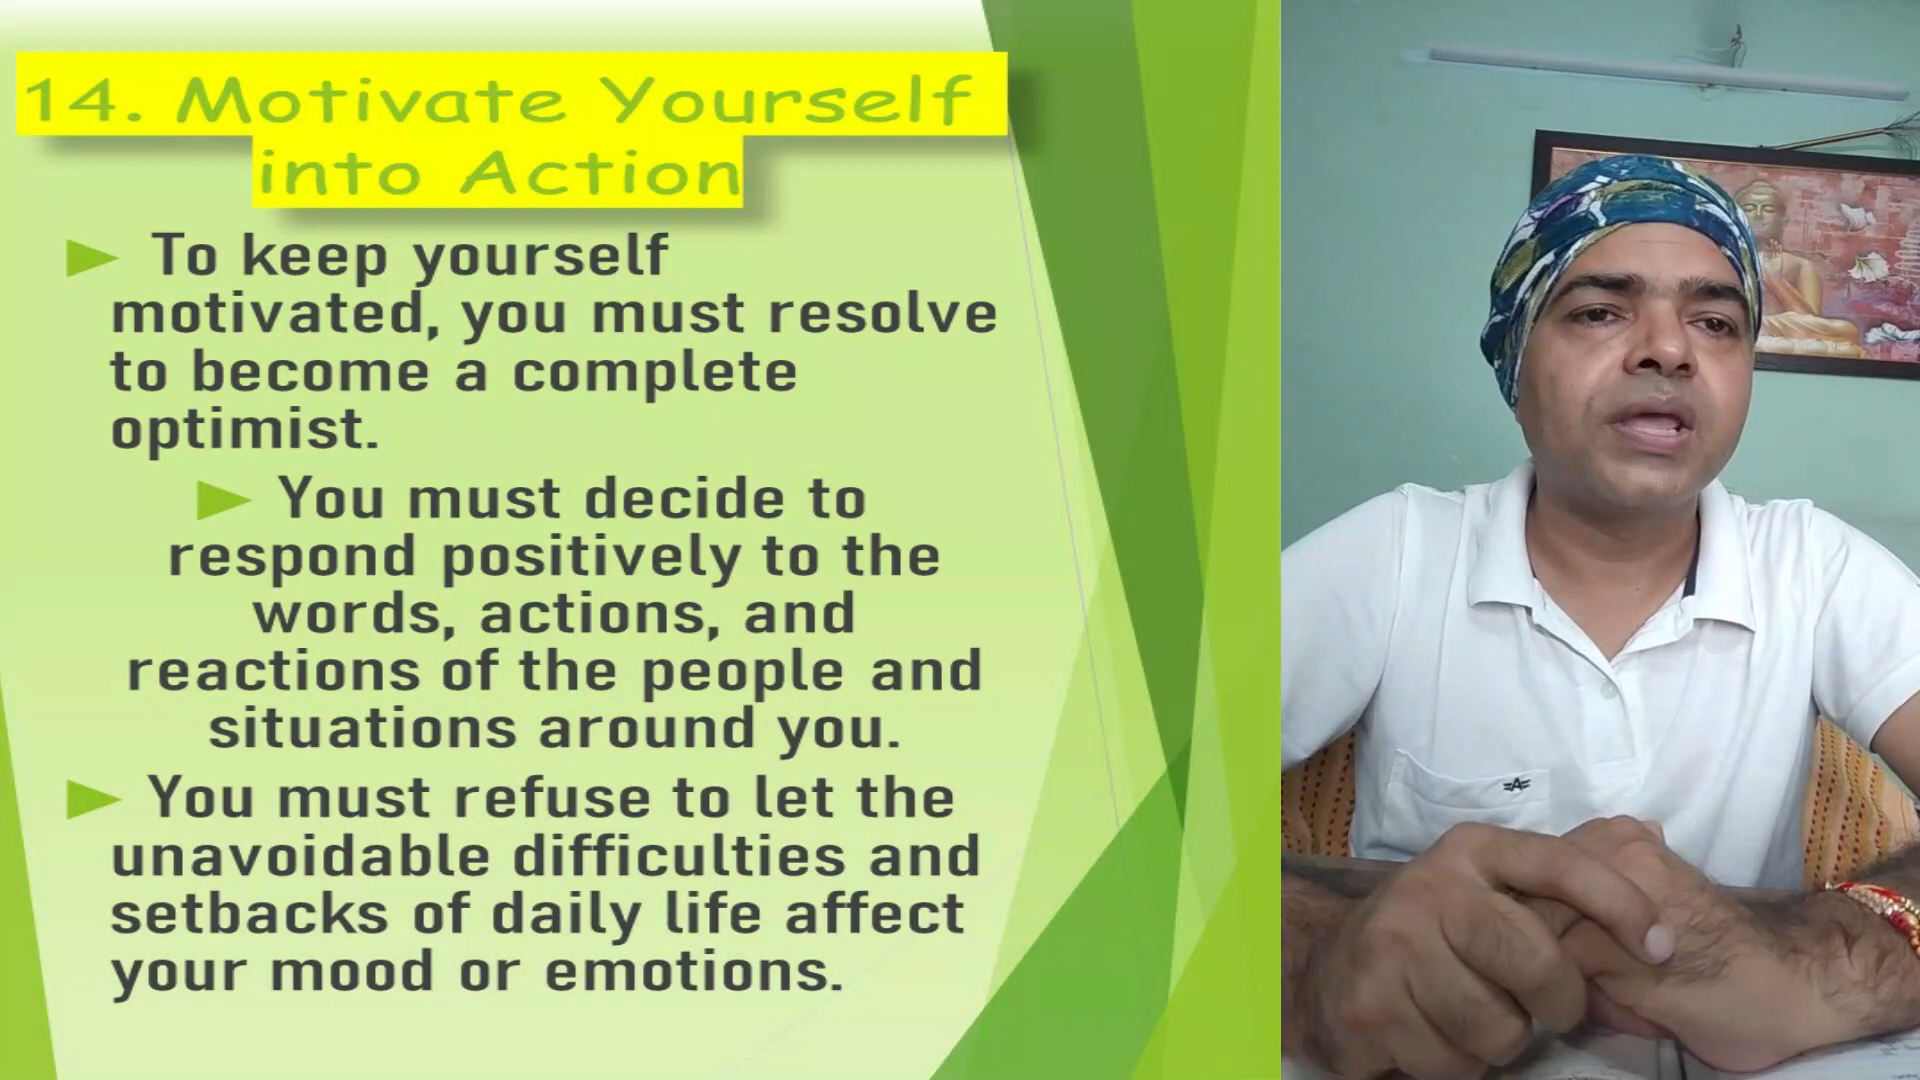 14. Motivate Yourself
into Action
To keep yourself
motivated, you must resolve
to become a complete
optimist.
You must decide to
respond positively to the
words, actions, and
reactions of the people and
situations around you.
You must refuse to let the
unavoidable difficulties and
setbacks of daily life affect
your mood or emotions.